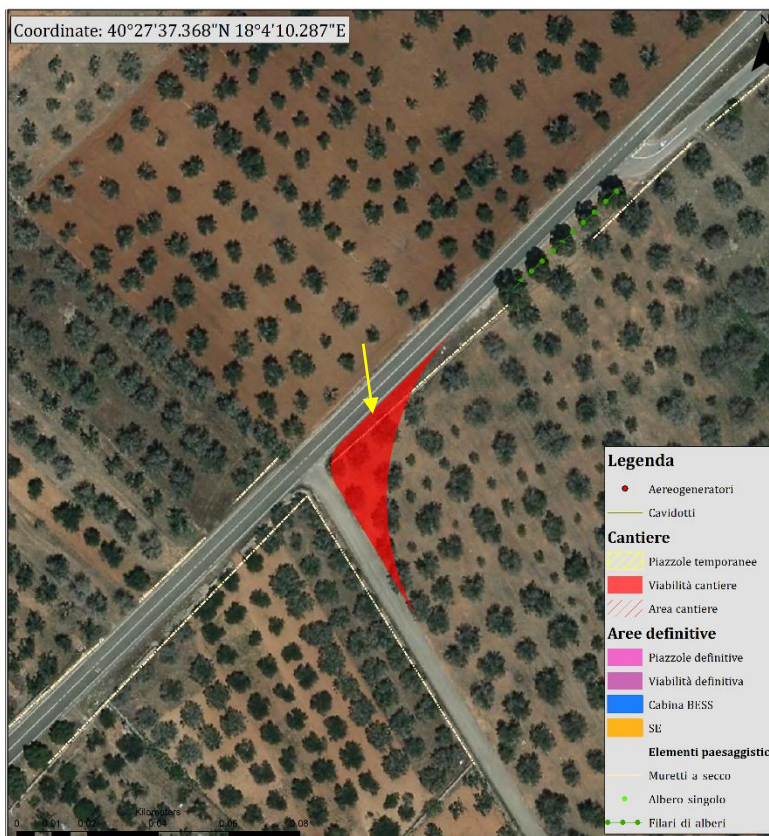 Coordinate: 40°27'37.368"N 18°4'10.287"E
N
Legenda
Aereogeneratori
Cavidotti
Cantiere
Piazzole temporanee
Viabilità cantiere
Area cantiere
Aree definitive
Piazzole definitive
Viabilità definitiva
Cabina BESS
SE
Elementi paesaggistic
Muretti a secco
Albero singolo
Filari di alberi
Kilometers
0 0.01 0.02 0.04 0.06 0.08